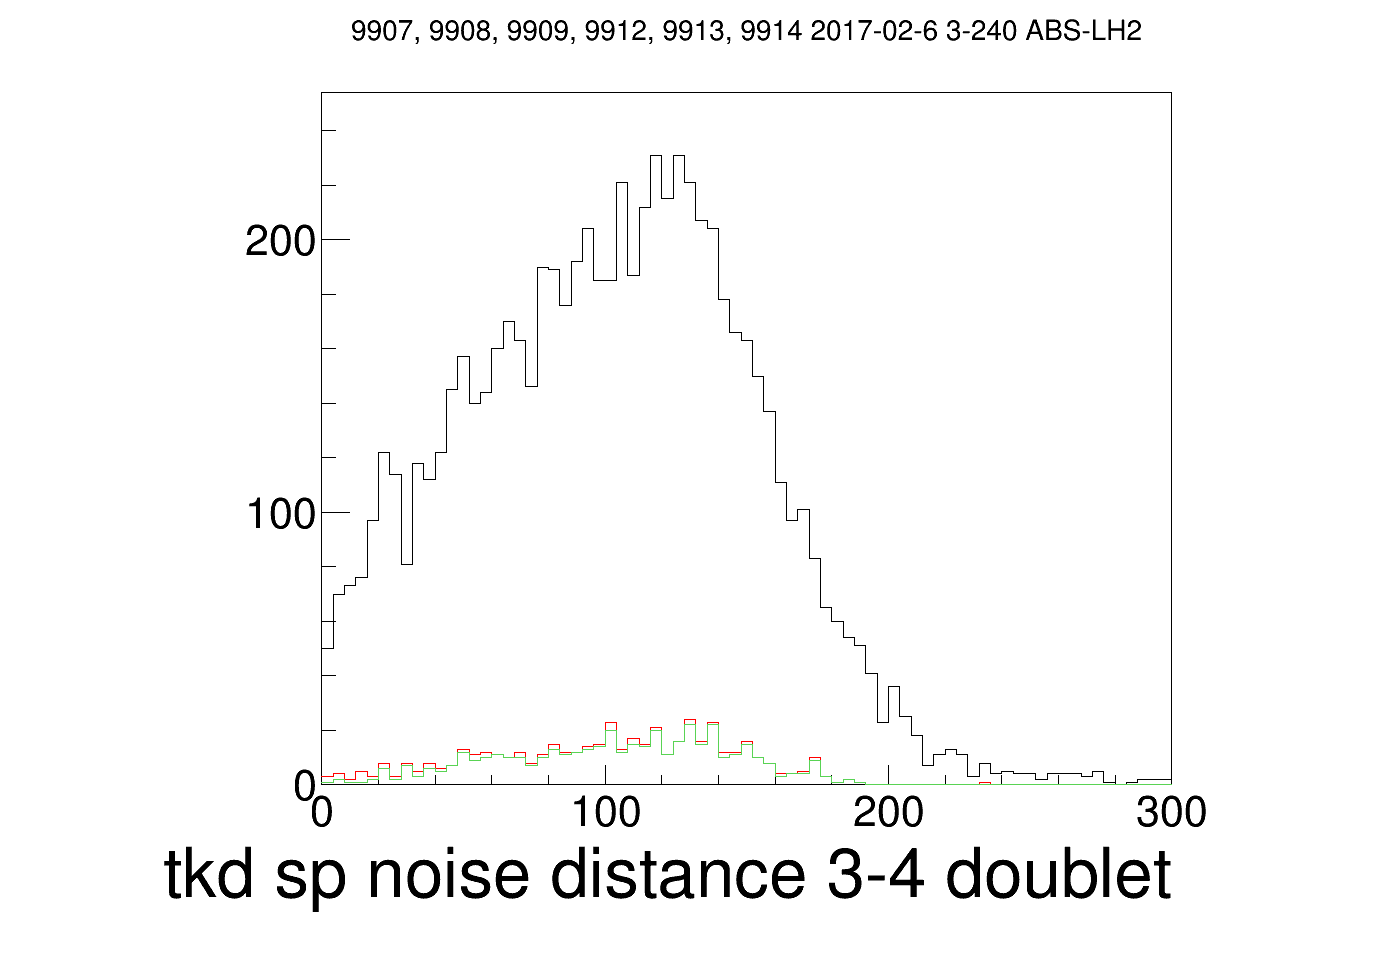 9907, 9908, 9909, 9912, 9913, 9914 2017-02-6 3-240 ABS-LH2
200
100
0
0 100 200 300
tkd sp noise distance 3-4 doublet